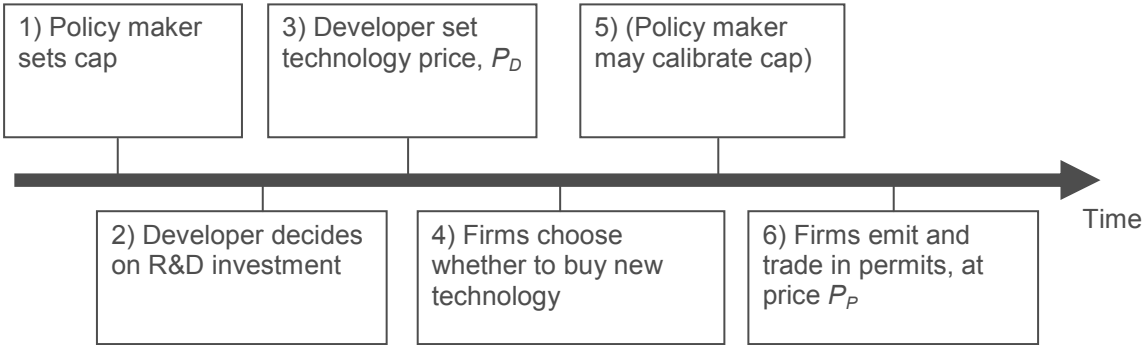 1) Policy maker
sets cap
3) Developer set
technology price, P_D
5) (Policy maker
may calibrate cap)
Time
2) Developer decides
on R&D investment
4) Firms choose
whether to buy new
technology
6) Firms emit and
trade in permits, at
price P_P